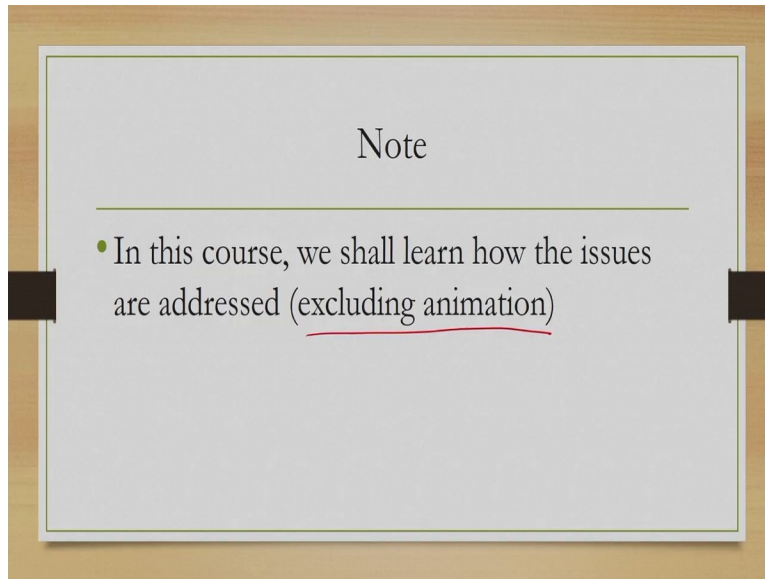 Note
• In this course, we shall learn how the issues
are addressed (excluding animation)